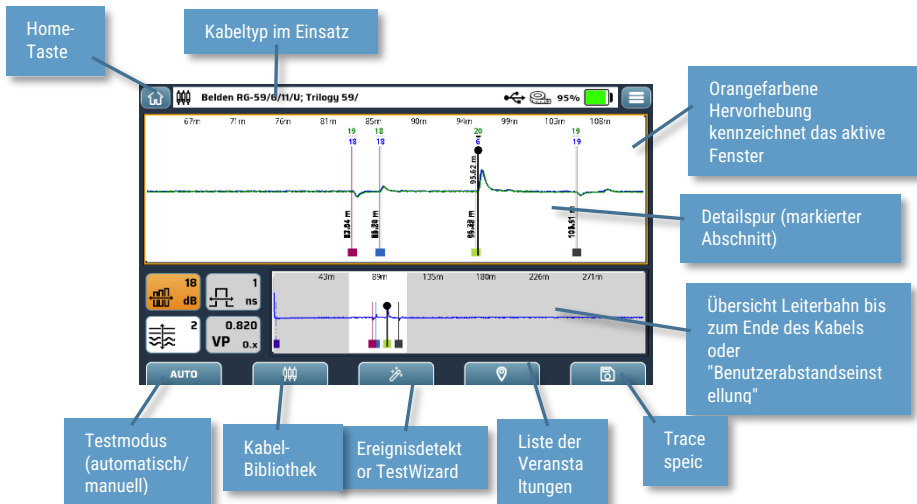 Home-
Taste
Kabeltyp im Einsatz
Belden RG-59/6/11/U; Trilogy 59/
95%
67m 71m 76m 81m 85m 90m 94m 99m 103m 108m
19 18 20 19
18 18 6 19
95.62 m
Orangefarbene
Hervorhebung
kennzeichnet das aktive
Fenster
Detailspur (markierter
Abschnitt)
18
dB
1
ns
2
0.820
VP 0.x
43m 89m 135m 180m 226m 271m
Übersicht Leiterbahn bis
zum Ende des Kabels
oder
"Benutzerabstandseinst
ellung"
AUTO
Testmodus
(automatisch/
manuell)
Kabel-
Bibliothek
Ereignisdetekt
or TestWizard
Liste der
Veransta
ltungen
Trace
speic